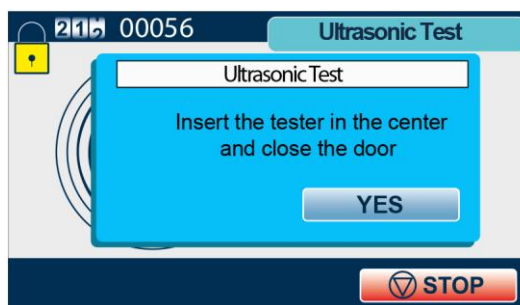 00056
Ultrasonic Test
Ultrasonic Test
Insert the tester in the center
and close the door
YES
STOP